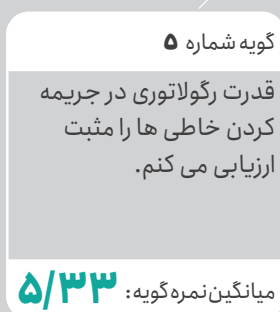 گویه شماره ۵
قدرت رگولاتوری در جریمه
کردن خاطی ها را مثبت
ارزیابی می کنم.
میانگین نمره گویه: ۵/۳۳